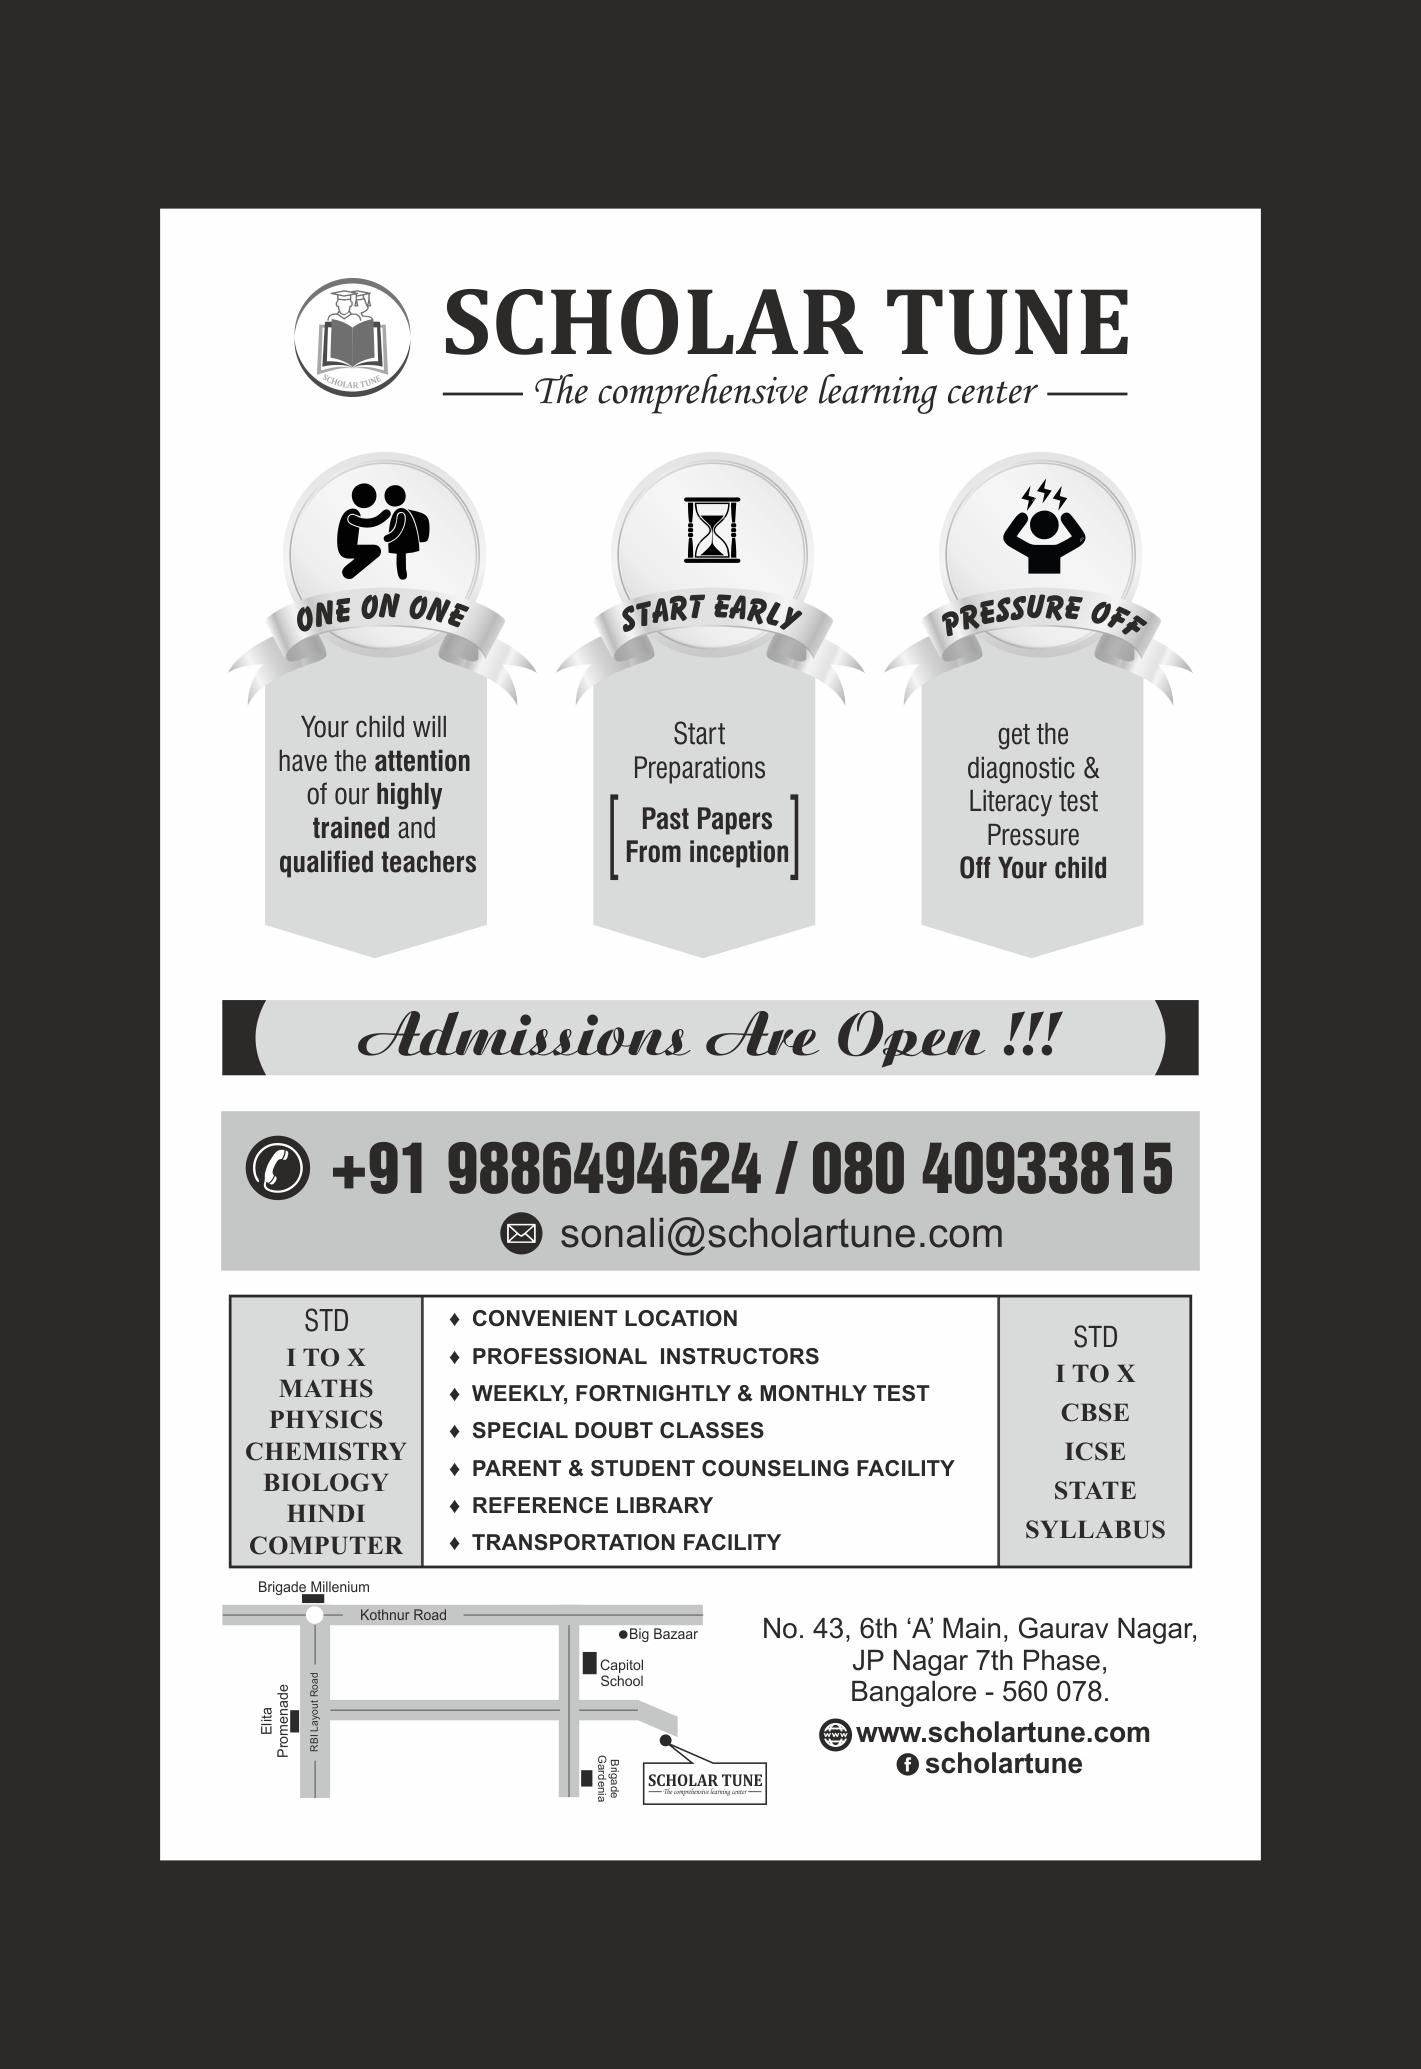 SCHOLAR TUNE
SCHOLAR TUNE
The comprehensive learning center
ONE ON ONE
Your child will
have the attention
of our highly
trained and
qualified teachers
START EARLY
Start
Preparations
[ Past Papers
From inception ]
PRESSURE OFF
get the
diagnostic &
Literacy test
Pressure
Off Your child
Admissions Are Open !!!
+91 9886494624 / 080 40933815
sonali@scholartune.com
STD
I TO X
MATHS
PHYSICS
CHEMISTRY
BIOLOGY
HINDI
COMPUTER
♦ CONVENIENT LOCATION
♦ PROFESSIONAL INSTRUCTORS
♦ WEEKLY, FORTNIGHTLY & MONTHLY TEST
♦ SPECIAL DOUBT CLASSES
♦ PARENT & STUDENT COUNSELING FACILITY
♦ REFERENCE LIBRARY
♦ TRANSPORTATION FACILITY
STD
I TO X
CBSE
ICSE
STATE
SYLLABUS
Brigade Millenium
Kothnur Road
Big Bazaar
Capitol
School
Elita
Promenade
RBI Layout Road
Brigade
Gardenia
SCHOLAR TUNE
The comprehensive learning center
No. 43, 6th ‘A’ Main, Gaurav Nagar,
JP Nagar 7th Phase,
Bangalore - 560 078.
www
www.scholartune.com
f scholartune